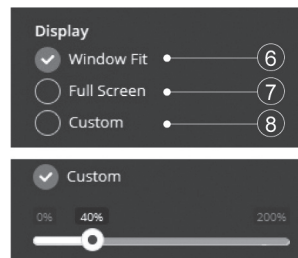 Display
Window Fit ⑥
Full Screen ⑦
Custom ⑧
Custom
0% 40% 200%